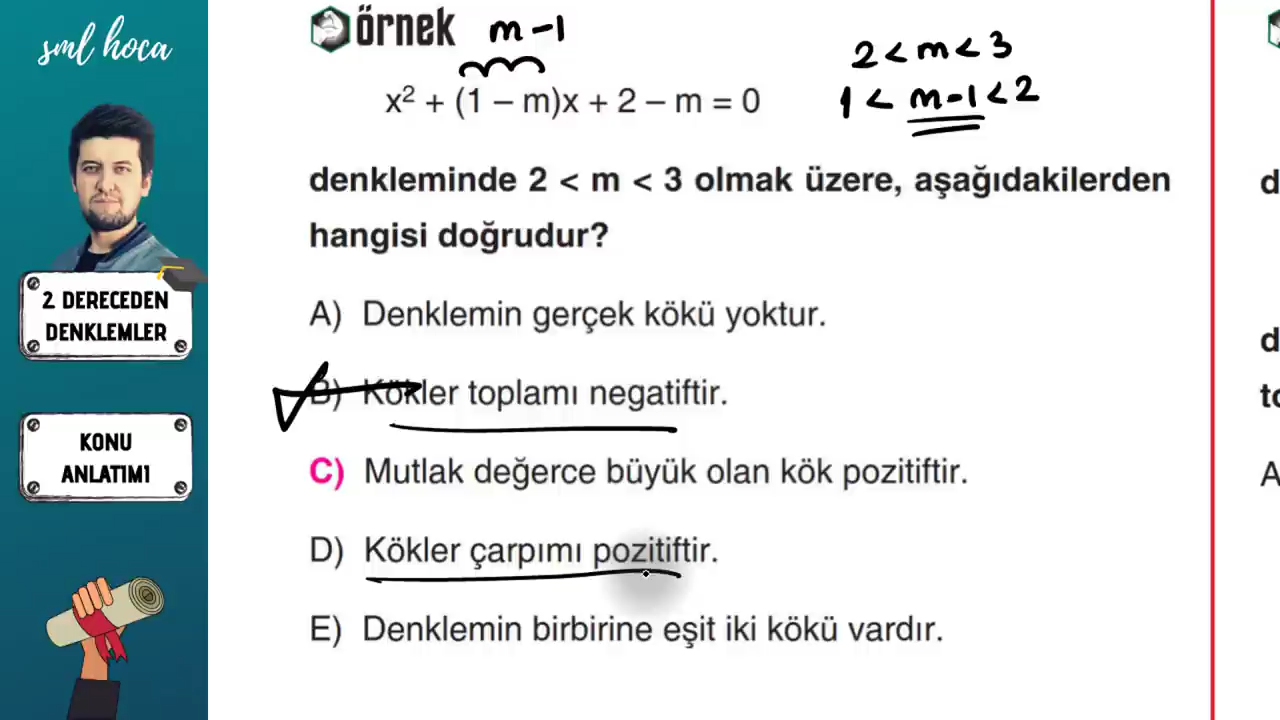 sml hoca
2 DERECEDEN
DENKLEMLER
KONU
ANLATIMI
örnek
m-1
x² + (1 – m)x + 2 – m = 0
2 < m < 3
1 < m-1 < 2
denkleminde 2 < m < 3 olmak üzere, aşağıdakilerden
hangisi doğrudur?
A) Denklemin gerçek kökü yoktur.
B) Kökler toplamı negatiftir.
C) Mutlak değerce büyük olan kök pozitiftir.
D) Kökler çarpımı pozitiftir.
E) Denklemin birbirine eşit iki kökü vardır.
d
d